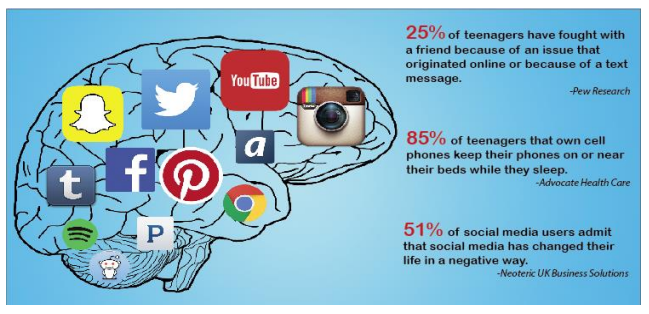 You Tube
a
t
f
P
25% of teenagers have fought with
a friend because of an issue that
originated online or because of a text
message.
-Pew Research
85% of teenagers that own cell
phones keep their phones on or near
their beds while they sleep.
-Advocate Health Care
51% of social media users admit
that social media has changed their
life in a negative way.
-Neoteric UK Business Solutions